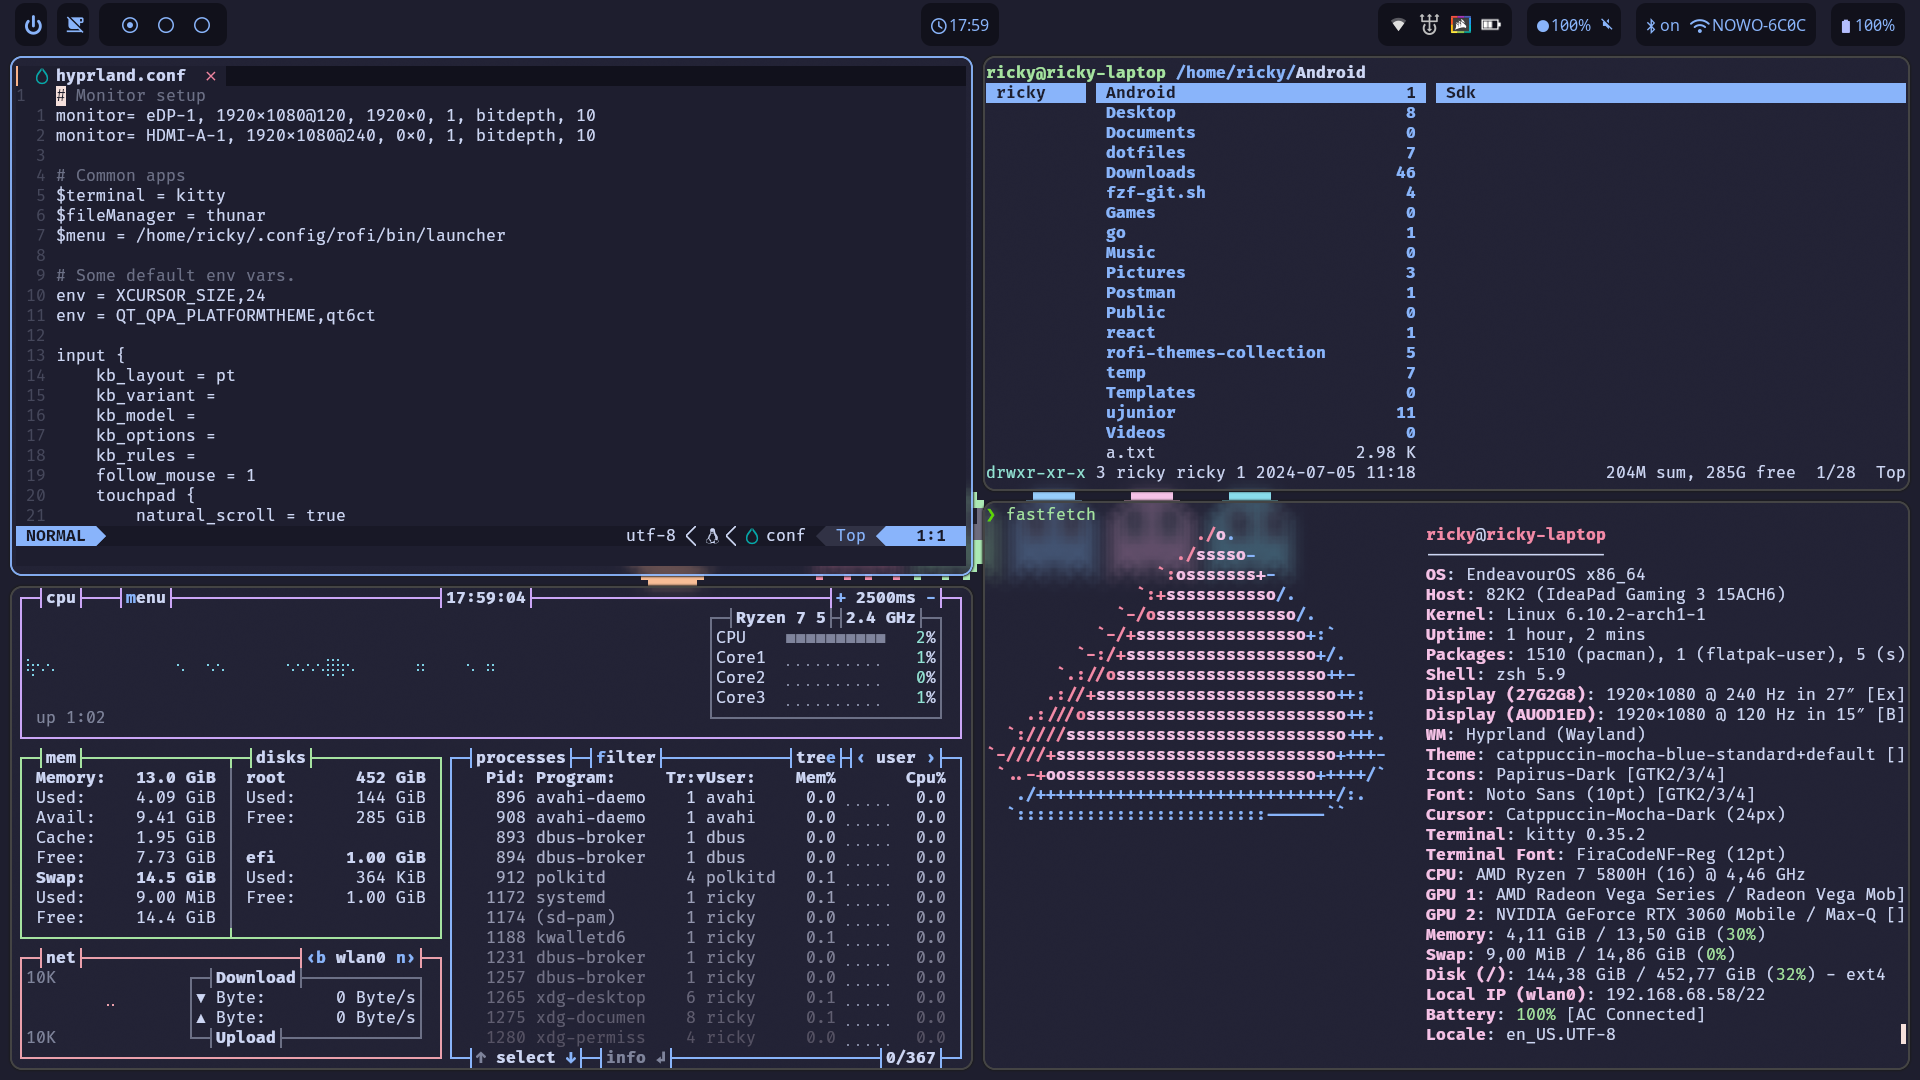 17:59
100%
on
NOWO-6C0C
100%
hyprland.conf ×
1 # Monitor setup
1 monitor= eDP-1, 1920×1080@120, 1920×0, 1, bitdepth, 10
2 monitor= HDMI-A-1, 1920×1080@240, 0×0, 1, bitdepth, 10
3
4 # Common apps
5 $terminal = kitty
6 $fileManager = thunar
7 $menu = /home/ricky/.config/rofi/bin/launcher
8
9 # Some default env vars.
10 env = XCURSOR_SIZE,24
11 env = QT_QPA_PLATFORMTHEME,qt6ct
12
13 input {
14 kb_layout = pt
15 kb_variant =
16 kb_model =
17 kb_options =
18 kb_rules =
19 follow_mouse = 1
20 touchpad {
21 natural_scroll = true
NORMAL utf-8 conf Top 1:1
ricky@ricky-laptop /home/ricky/Android
ricky Android 1 Sdk
Desktop 8
Documents 0
dotfiles 7
Downloads 46
fzf-git.sh 4
Games 0
go 1
Music 0
Pictures 3
Postman 1
Public 0
react 1
rofi-themes-collection 5
temp 7
Templates 0
ujunior 11
Videos 0
a.txt 2.98 K
drwxr-xr-x 3 ricky ricky 1 2024-07-05 11:18 204M sum, 285G free 1/28 Top
cpu menu 17:59:04 + 2500ms -
Ryzen 7 5 2.4 GHz
CPU 2%
Core1 1%
Core2 0%
Core3 1%
up 1:02
mem disks
Memory: 13.0 GiB root 452 GiB
Used: 4.09 GiB Used: 144 GiB
Avail: 9.41 GiB Free: 285 GiB
Cache: 1.95 GiB
Free: 7.73 GiB efi 1.00 GiB
Swap: 14.5 GiB Used: 364 KiB
Used: 9.00 MiB Free: 1.00 GiB
Free: 14.4 GiB
net ‹b wlan0 n›
10K Download
▼ Byte: 0 Byte/s
▲ Byte: 0 Byte/s
10K Upload
processes filter tree ‹ user ›
Pid: Program: Tr:▼User: Mem% Cpu%
896 avahi-daemo 1 avahi 0.0 ..... 0.0
908 avahi-daemo 1 avahi 0.0 ..... 0.0
893 dbus-broker 1 dbus 0.0 ..... 0.0
894 dbus-broker 1 dbus 0.0 ..... 0.0
912 polkitd 4 polkitd 0.1 ..... 0.0
1172 systemd 1 ricky 0.1 ..... 0.0
1174 (sd-pam) 1 ricky 0.0 ..... 0.0
1188 kwalletd6 1 ricky 0.1 ..... 0.0
1231 dbus-broker 1 ricky 0.0 ..... 0.0
1257 dbus-broker 1 ricky 0.0 ..... 0.0
1265 xdg-desktop 6 ricky 0.1 ..... 0.0
1275 xdg-documen 8 ricky 0.1 ..... 0.0
1280 xdg-permiss 4 ricky 0.1 ..... 0.0
↑ select ↓ info ↲ 0/367
❯ fastfetch
./o.
./sssso-
`:osssssss+-
`:+sssssssssso/.
`-/ossssssssssssso/.
`-/+sssssssssssssssso+:`
`-:/+sssssssssssssssssso+/.
`.://osssssssssssssssssssso++-
.://+ssssssssssssssssssssssso++:
.:///ossssssssssssssssssssssssso++:
`:////ssssssssssssssssssssssssssso+++.
`-////+ssssssssssssssssssssssssssso++++-
`..-+oosssssssssssssssssssssssso+++++/`
./++++++++++++++++++++++++++++++/:.
`:::::::::::::::::::::::::------``
ricky@ricky-laptop
------------------
OS: EndeavourOS x86_64
Host: 82K2 (IdeaPad Gaming 3 15ACH6)
Kernel: Linux 6.10.2-arch1-1
Uptime: 1 hour, 2 mins
Packages: 1510 (pacman), 1 (flatpak-user), 5 (s)
Shell: zsh 5.9
Display (27G2G8): 1920×1080 @ 240 Hz in 27″ [Ex]
Display (AUOD1ED): 1920×1080 @ 120 Hz in 15″ [B]
WM: Hyprland (Wayland)
Theme: catppuccin-mocha-blue-standard+default []
Icons: Papirus-Dark [GTK2/3/4]
Font: Noto Sans (10pt) [GTK2/3/4]
Cursor: Catppuccin-Mocha-Dark (24px)
Terminal: kitty 0.35.2
Terminal Font: FiraCodeNF-Reg (12pt)
CPU: AMD Ryzen 7 5800H (16) @ 4,46 GHz
GPU 1: AMD Radeon Vega Series / Radeon Vega Mob]
GPU 2: NVIDIA GeForce RTX 3060 Mobile / Max-Q []
Memory: 4,11 GiB / 13,50 GiB (30%)
Swap: 9,00 MiB / 14,86 GiB (0%)
Disk (/): 144,38 GiB / 452,77 GiB (32%) - ext4
Local IP (wlan0): 192.168.68.58/22
Battery: 100% [AC Connected]
Locale: en_US.UTF-8